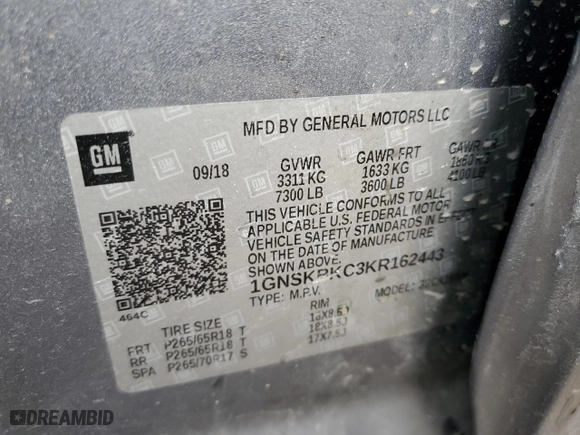 MFD BY GENERAL MOTORS LLC
GM
09/18 GVWR GAWR FRT GAWR
3311 KG 1633 KG
7300 LB 3600 LB 4100 LB
THIS VEHICLE CONFORMS TO ALL
APPLICABLE U.S. FEDERAL MOTOR
VEHICLE SAFETY STANDARDS IN EFFECT
ON THE DATE OF MANUFACTURE
SHOWN ABOVE.
1GNSKBKC3KR162443
464C
TYPE: M.P.V. MODEL:
TIRE SIZE RIM
FRT P265/65R18 T 18X8.5J
RR P265/65R18 T 18X8.5J
SPA P265/70R17 S 17X7.5J
DREAMBID